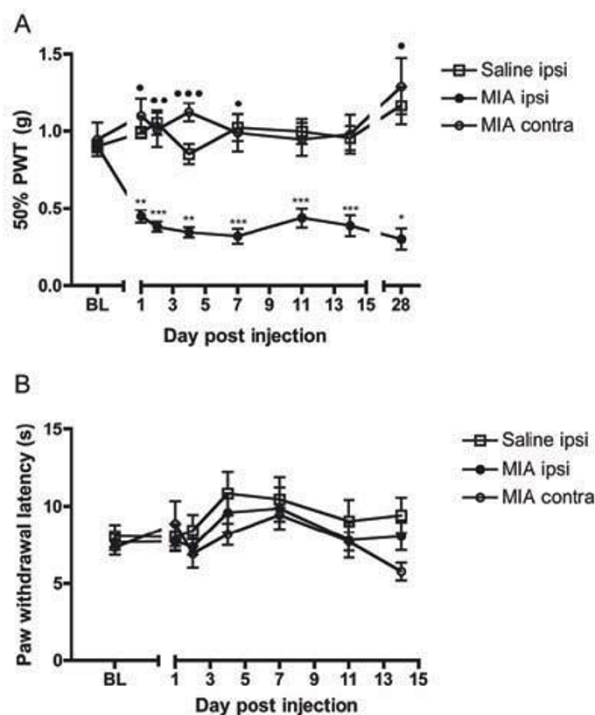 A
1.5
1.0
0.5
0.0
50% PWT (g)
Saline ipsi
MIA ipsi
MIA contra
** *** ** *** *** *** *
BL 1 3 5 7 9 11 13 15 28
Day post injection
B
15
10
5
0
Paw withdrawal latency (s)
Saline ipsi
MIA ipsi
MIA contra
BL 1 3 5 7 9 11 13 15
Day post injection